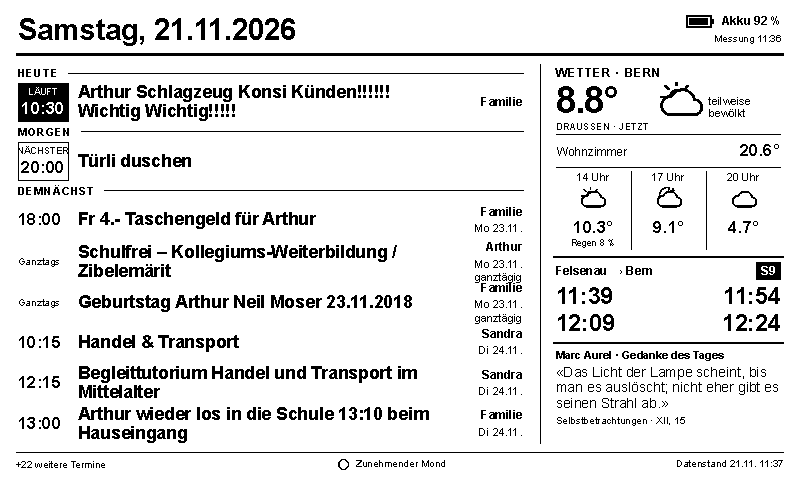 Samstag, 21.11.2026
Akku 92 %
Messung 11:36
HEUTE
LÄUFT
10:30
Arthur Schlagzeug Konsi Künden!!!!!!
Wichtig Wichtig!!!!!
Familie
MORGEN
NÄCHSTER
20:00
Türli duschen
DEMNÄCHST
18:00
Fr 4.- Taschengeld für Arthur
Familie
Mo 23.11.
Ganztags
Schulfrei – Kollegiums-Weiterbildung /
Zibelemärit
Arthur
Mo 23.11.
ganztägig
Ganztags
Geburtstag Arthur Neil Moser 23.11.2018
Familie
Mo 23.11.
ganztägig
10:15
Handel & Transport
Sandra
Di 24.11.
12:15
Begleittutorium Handel und Transport im
Mittelalter
Sandra
Di 24.11.
13:00
Arthur wieder los in die Schule 13:10 beim
Hauseingang
Familie
Di 24.11.
WETTER · BERN
8.8°
teilweise
bewölkt
DRAUSSEN · JETZT
Wohnzimmer 20.6°
14 Uhr 17 Uhr 20 Uhr
10.3° 9.1° 4.7°
Regen 8 %
Felsenau › Bern S9
11:39 11:54
12:09 12:24
Marc Aurel · Gedanke des Tages
«Das Licht der Lampe scheint, bis
man es auslöscht; nicht eher gibt es
seinen Strahl ab.»
Selbstbetrachtungen · XII, 15
+22 weitere Termine
Zunehmender Mond
Datenstand 21.11. 11:37